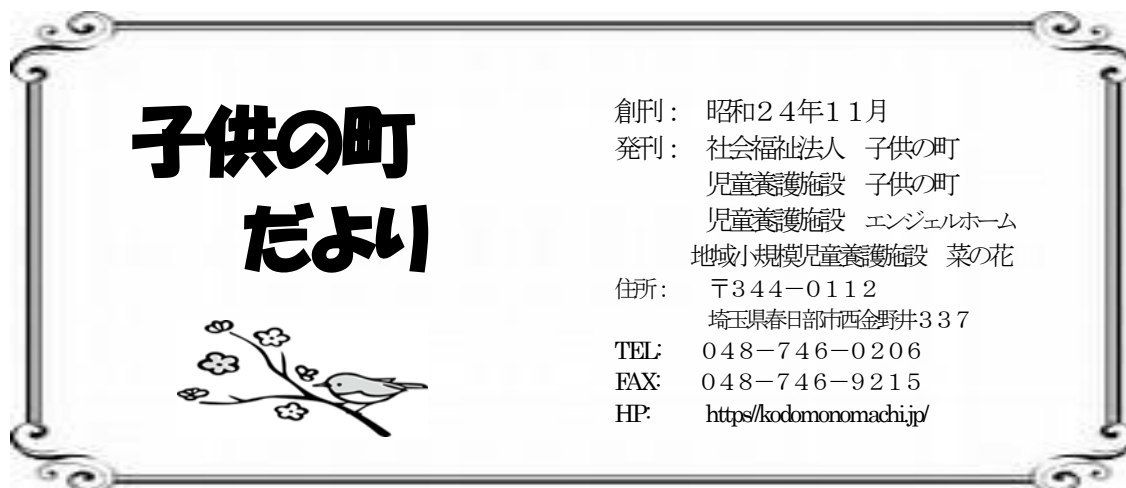 子供の町
だより
創刊： 昭和２４年１１月
発刊： 社会福祉法人　子供の町
児童養護施設　子供の町
児童養護施設　エンジェルホーム
地域小規模児童養護施設　菜の花
住所： 〒３４４－０１１２
埼玉県春日部市西金野井３３７
TEL: ０４８－７４６－０２０６
FAX: ０４８－７４６－９２１５
HP: https//kodomonomachi.jp/